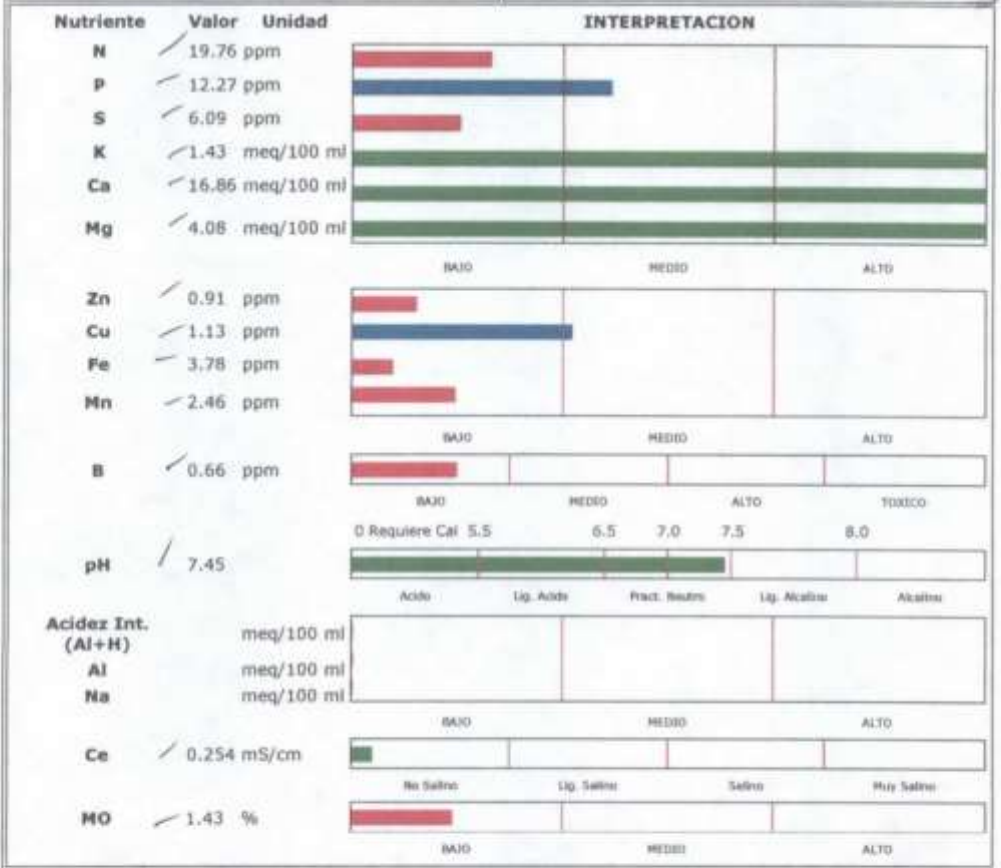 Nutriente Valor Unidad INTERPRETACION
N 19.76 ppm
P 12.27 ppm
S 6.09 ppm
K 1.43 meq/100 ml
Ca 16.86 meq/100 ml
Mg 4.08 meq/100 ml
BAJO MEDIO ALTO
Zn 0.91 ppm
Cu 1.13 ppm
Fe 3.78 ppm
Mn 2.46 ppm
BAJO MEDIO ALTO
B 0.66 ppm
BAJO MEDIO ALTO TOXICO
0 Requiere Cal 5.5 6.5 7.0 7.5 8.0
pH 7.45
Acido Lig. Acido Pract. Neutro Lig. Alcalino Alcalino
Acidez Int.
(Al+H) meq/100 ml
Al meq/100 ml
Na meq/100 ml
BAJO MEDIO ALTO
Ce 0.254 mS/cm
No Salino Lig. Salino Salino Muy Salino
MO 1.43 %
BAJO MEDIO ALTO